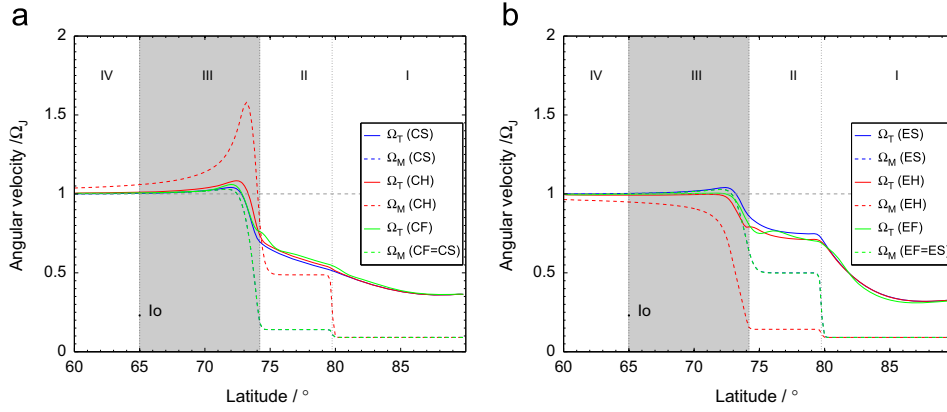 a
2
1.5
1
0.5
0
Angular velocity /Ω_J
IV
III
II
I
Ω_T (CS)
Ω_M (CS)
Ω_T (CH)
Ω_M (CH)
Ω_T (CF)
Ω_M (CF=CS)
Io
60
65
70
75
80
85
Latitude / °
b
2
1.5
1
0.5
0
Angular velocity /Ω_J
IV
III
II
I
Ω_T (ES)
Ω_M (ES)
Ω_T (EH)
Ω_M (EH)
Ω_T (EF)
Ω_M (EF=ES)
Io
60
65
70
75
80
85
Latitude / °